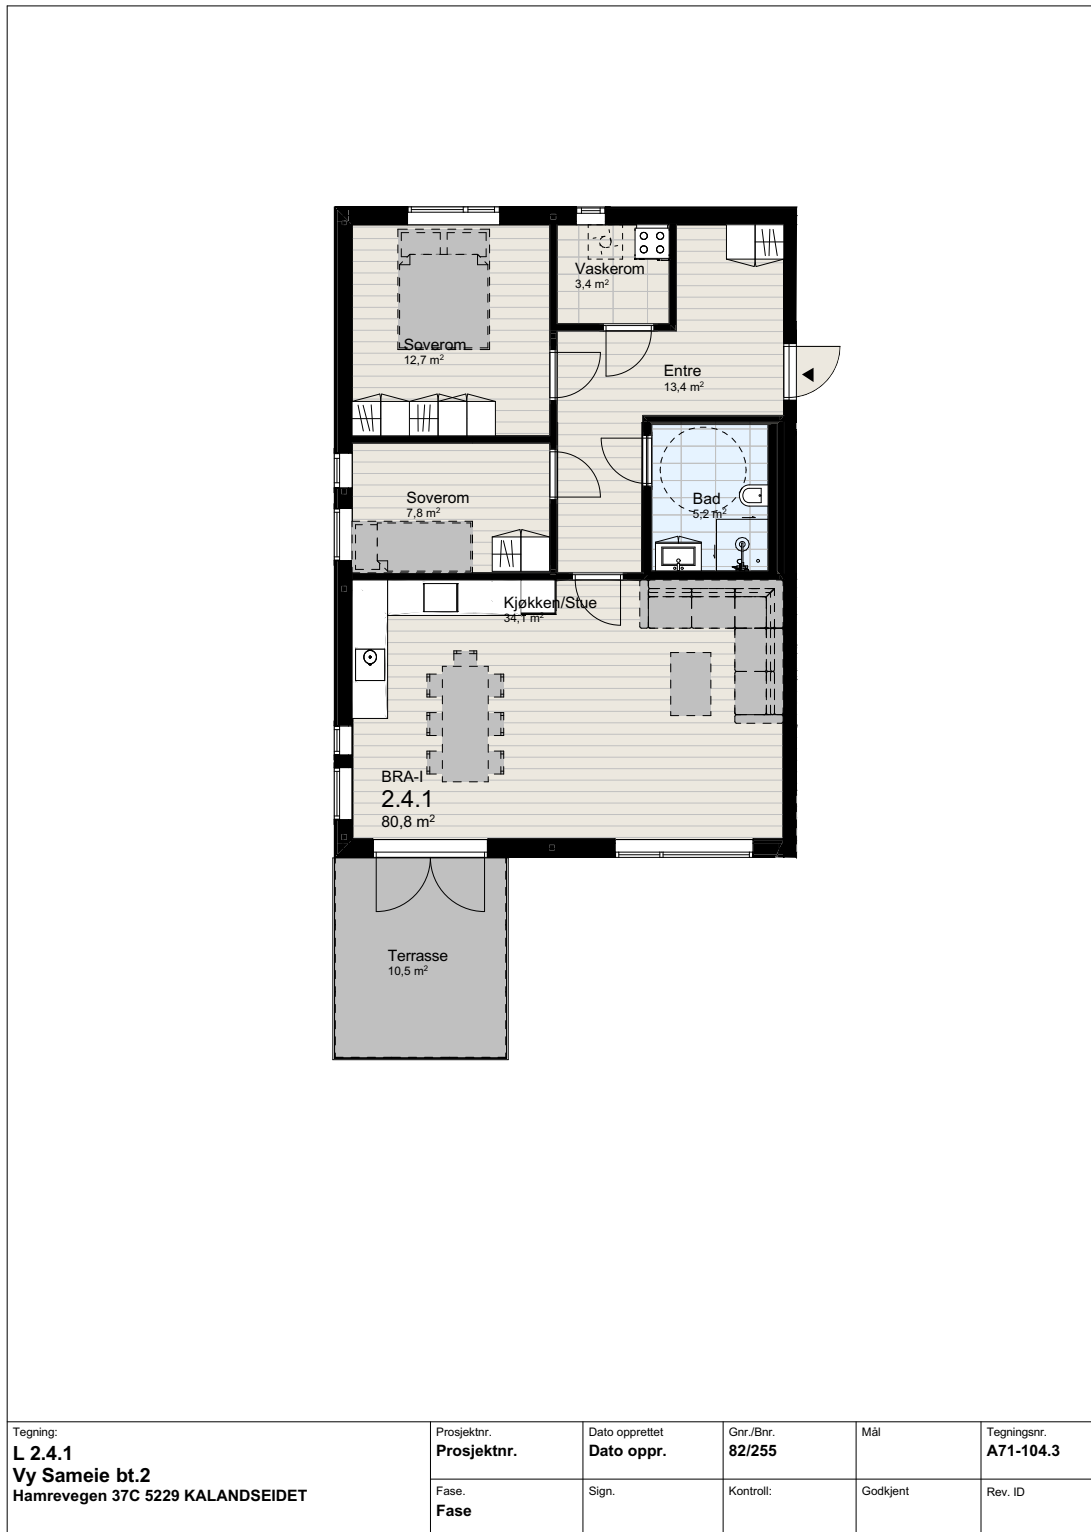 Vaskerom
3,4 m²
Soverom
12,7 m²
Entre
13,4 m²
Soverom
7,8 m²
Bad
5,2 m²
Kjøkken/Stue
34,1 m²
BRA-I
2.4.1
80,8 m²
Terrasse
10,5 m²
Tegning:
L 2.4.1
Vy Sameie bt.2
Hamrevegen 37C 5229 KALANDSEIDET
Prosjektnr.
Prosjektnr.
Dato opprettet
Dato oppr.
Gnr./Bnr.
82/255
Mål
Tegningsnr.
A71-104.3
Fase.
Fase
Sign.
Kontroll:
Godkjent
Rev. ID